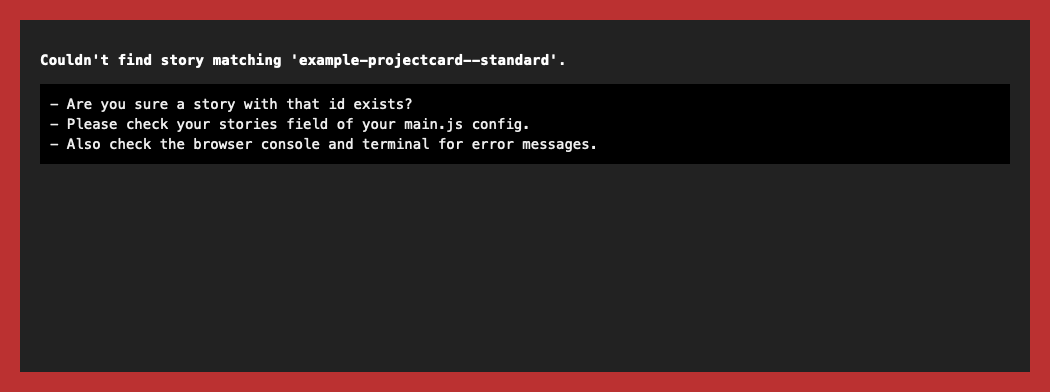 Couldn't find story matching 'example-projectcard--standard'.
– Are you sure a story with that id exists?
– Please check your stories field of your main.js config.
– Also check the browser console and terminal for error messages.